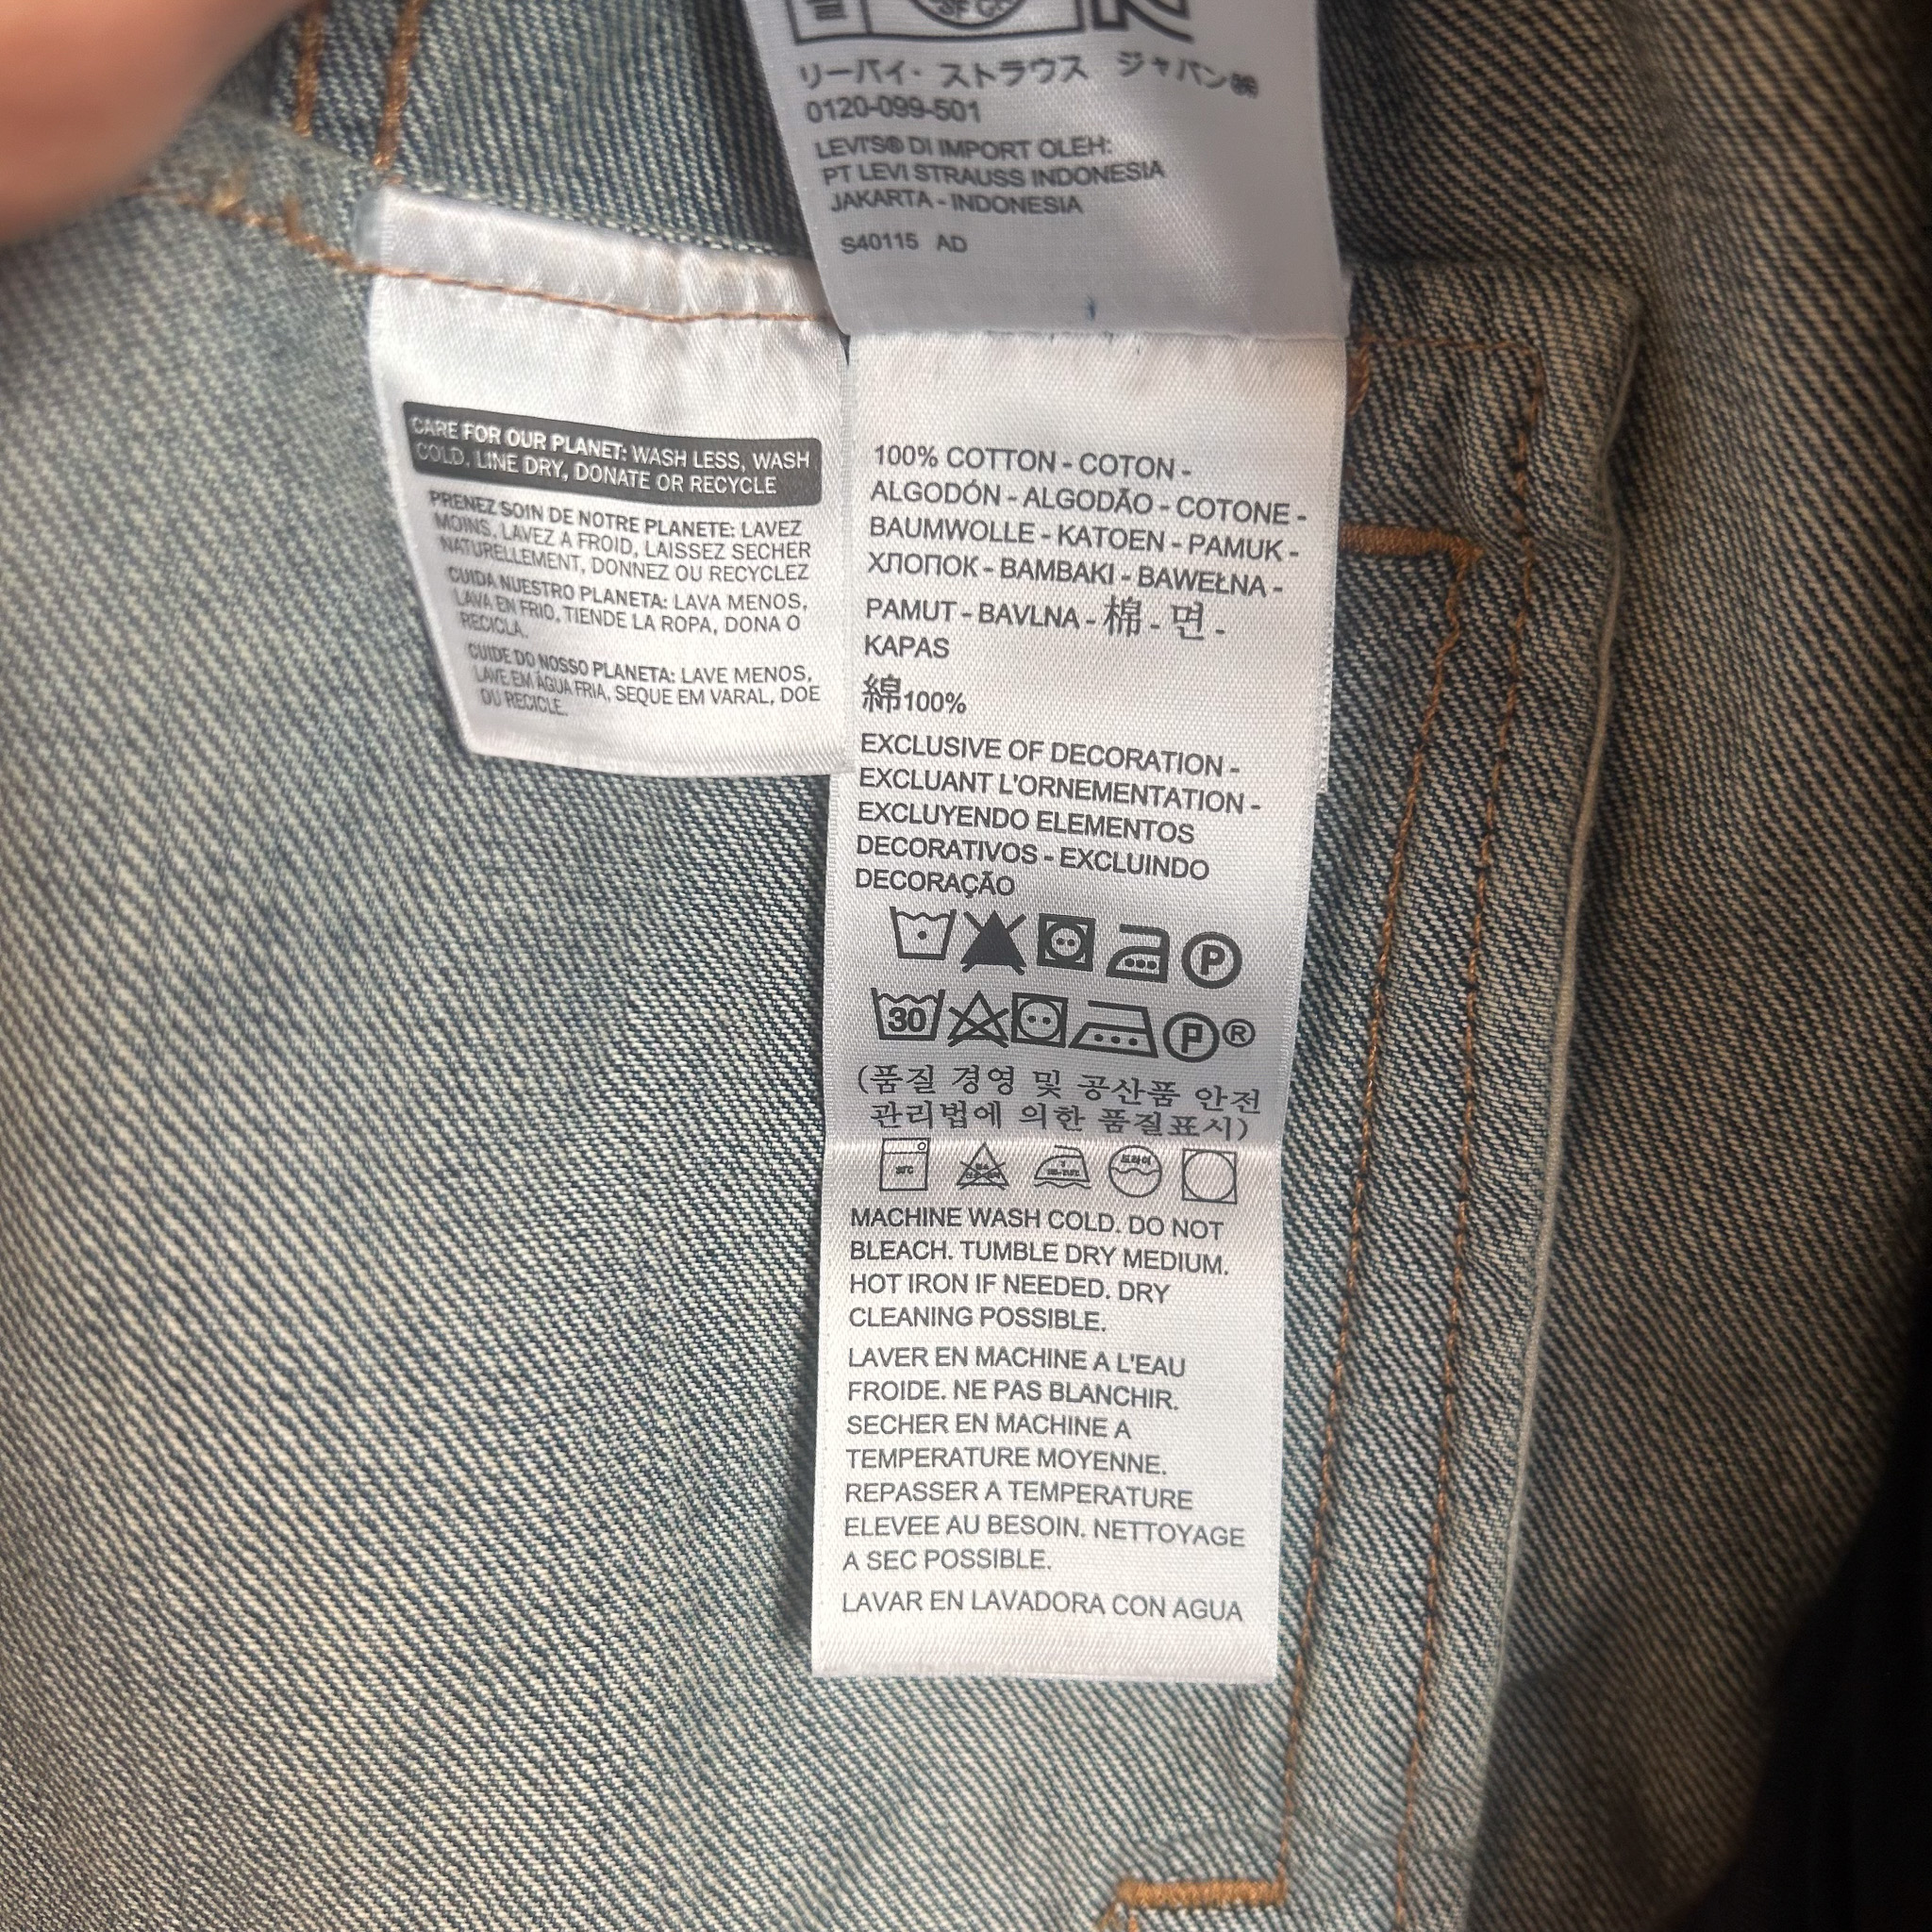 リーバイ・ストラウス ジャパン㈱
0120-099-501
LEVI'S® DI IMPORT OLEH:
PT LEVI STRAUSS INDONESIA
JAKARTA - INDONESIA
S40115 AD
CARE FOR OUR PLANET: WASH LESS, WASH
COLD, LINE DRY, DONATE OR RECYCLE
PRENEZ SOIN DE NOTRE PLANETE: LAVEZ
MOINS, LAVEZ A FROID, LAISSEZ SECHER
NATURELLEMENT, DONNEZ OU RECYCLEZ
CUIDA NUESTRO PLANETA: LAVA MENOS,
LAVA EN FRIO, TIENDE LA ROPA, DONA O
RECICLA.
CUIDE DO NOSSO PLANETA: LAVE MENOS,
LAVE EM ÁGUA FRIA, SEQUE EM VARAL, DOE
OU RECICLE.
100% COTTON - COTON -
ALGODÓN - ALGODÃO - COTONE -
BAUMWOLLE - KATOEN - PAMUK -
ХЛОПОК - BAMBAKI - BAWEŁNA -
PAMUT - BAVLNA - 棉 - 면 -
KAPAS
綿100%
EXCLUSIVE OF DECORATION -
EXCLUANT L'ORNEMENTATION -
EXCLUYENDO ELEMENTOS
DECORATIVOS - EXCLUINDO
DECORAÇÃO
P
30 P ®
(품질 경영 및 공산품 안전
관리법에 의한 품질표시)
드라이
MACHINE WASH COLD. DO NOT
BLEACH. TUMBLE DRY MEDIUM.
HOT IRON IF NEEDED. DRY
CLEANING POSSIBLE.
LAVER EN MACHINE A L'EAU
FROIDE. NE PAS BLANCHIR.
SECHER EN MACHINE A
TEMPERATURE MOYENNE.
REPASSER A TEMPERATURE
ELEVEE AU BESOIN. NETTOYAGE
A SEC POSSIBLE.
LAVAR EN LAVADORA CON AGUA